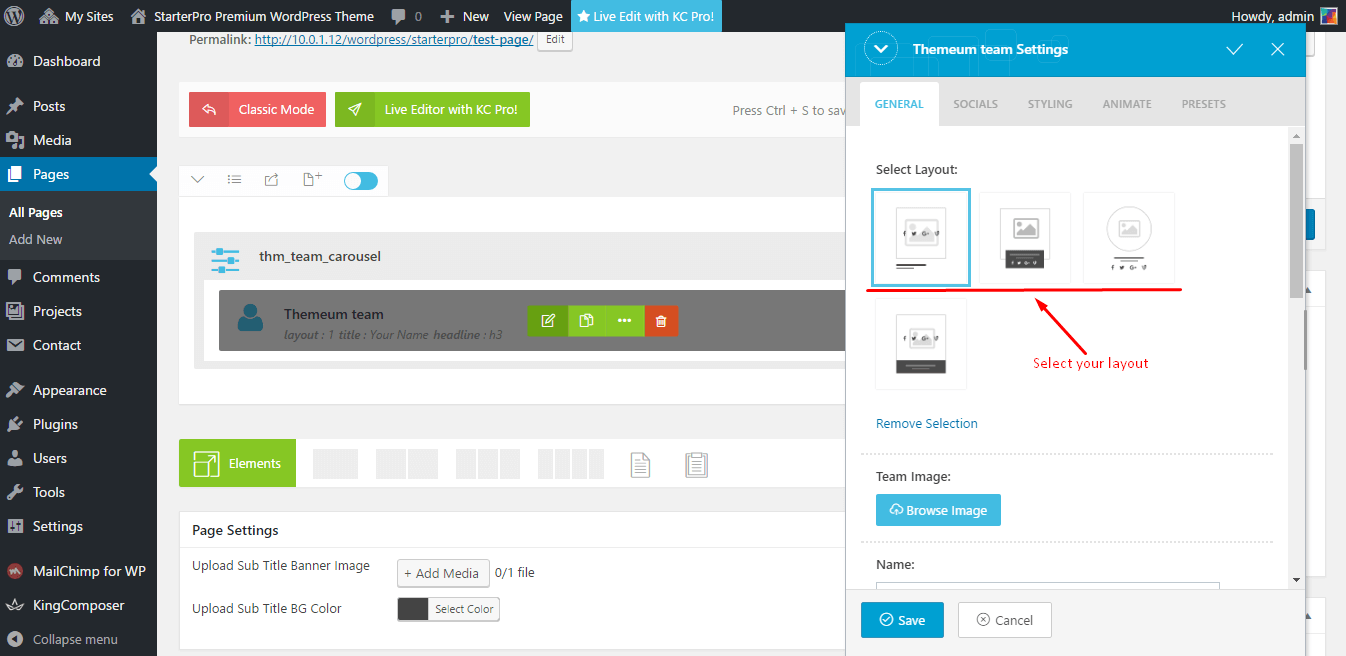 My Sites
StarterPro Premium WordPress Theme
0
New
View Page
Live Edit with KC Pro!
Howdy, admin
Dashboard
Posts
Media
Pages
All Pages
Add New
Comments
Projects
Contact
Appearance
Plugins
Users
Tools
Settings
MailChimp for WP
KingComposer
Collapse menu
Permalink: http://10.0.1.12/wordpress/starterpro/test-page/ Edit
Classic Mode
Live Editor with KC Pro!
Press Ctrl + S to sav
thm_team_carousel
Themeum team
layout : 1 title : Your Name headline : h3
Elements
Page Settings
Upload Sub Title Banner Image
+ Add Media
0/1 file
Upload Sub Title BG Color
Select Color
Themeum team Settings
GENERAL
SOCIALS
STYLING
ANIMATE
PRESETS
Select Layout:
Select your layout
Remove Selection
Team Image:
Browse Image
Name:
Save
Cancel